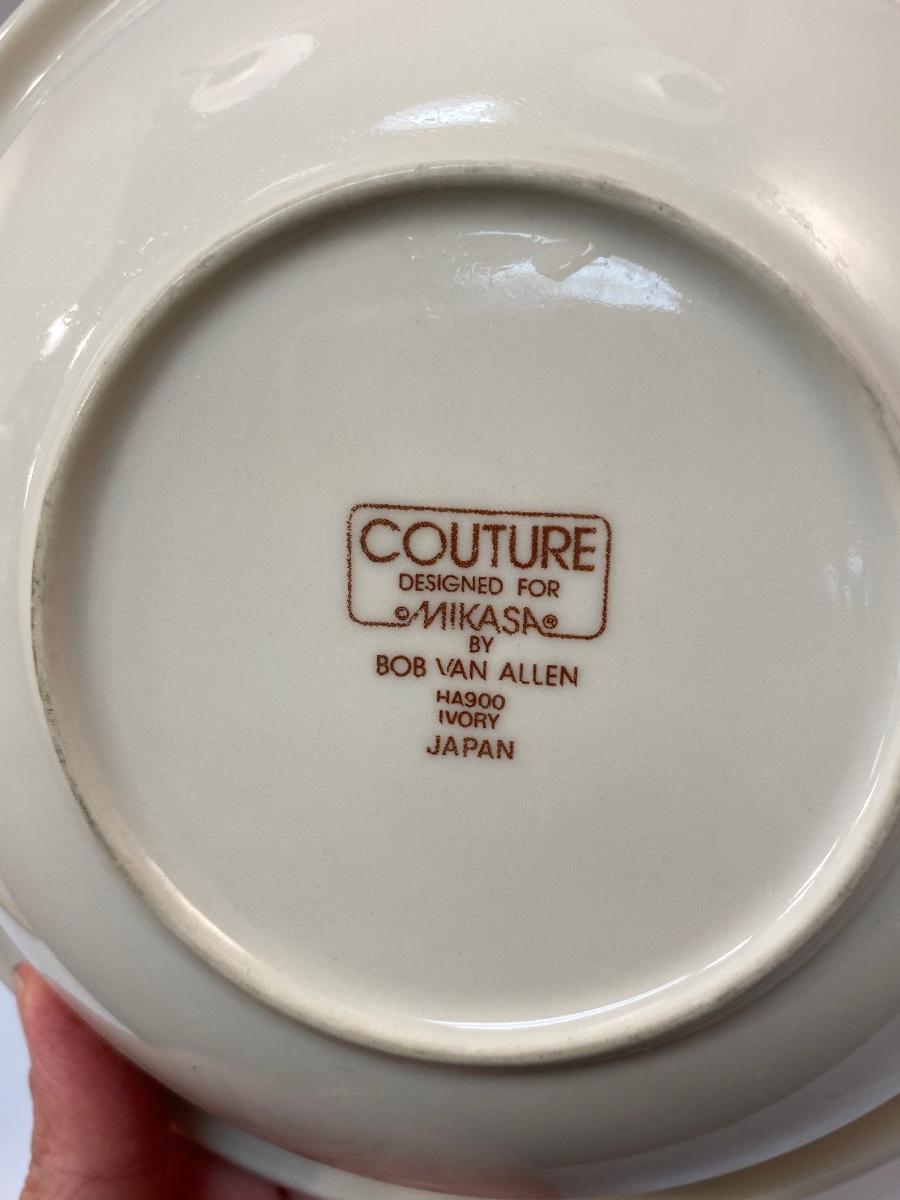 COUTURE
DESIGNED FOR
©MIKASA®
BY
BOB VAN ALLEN
HA900
IVORY
JAPAN